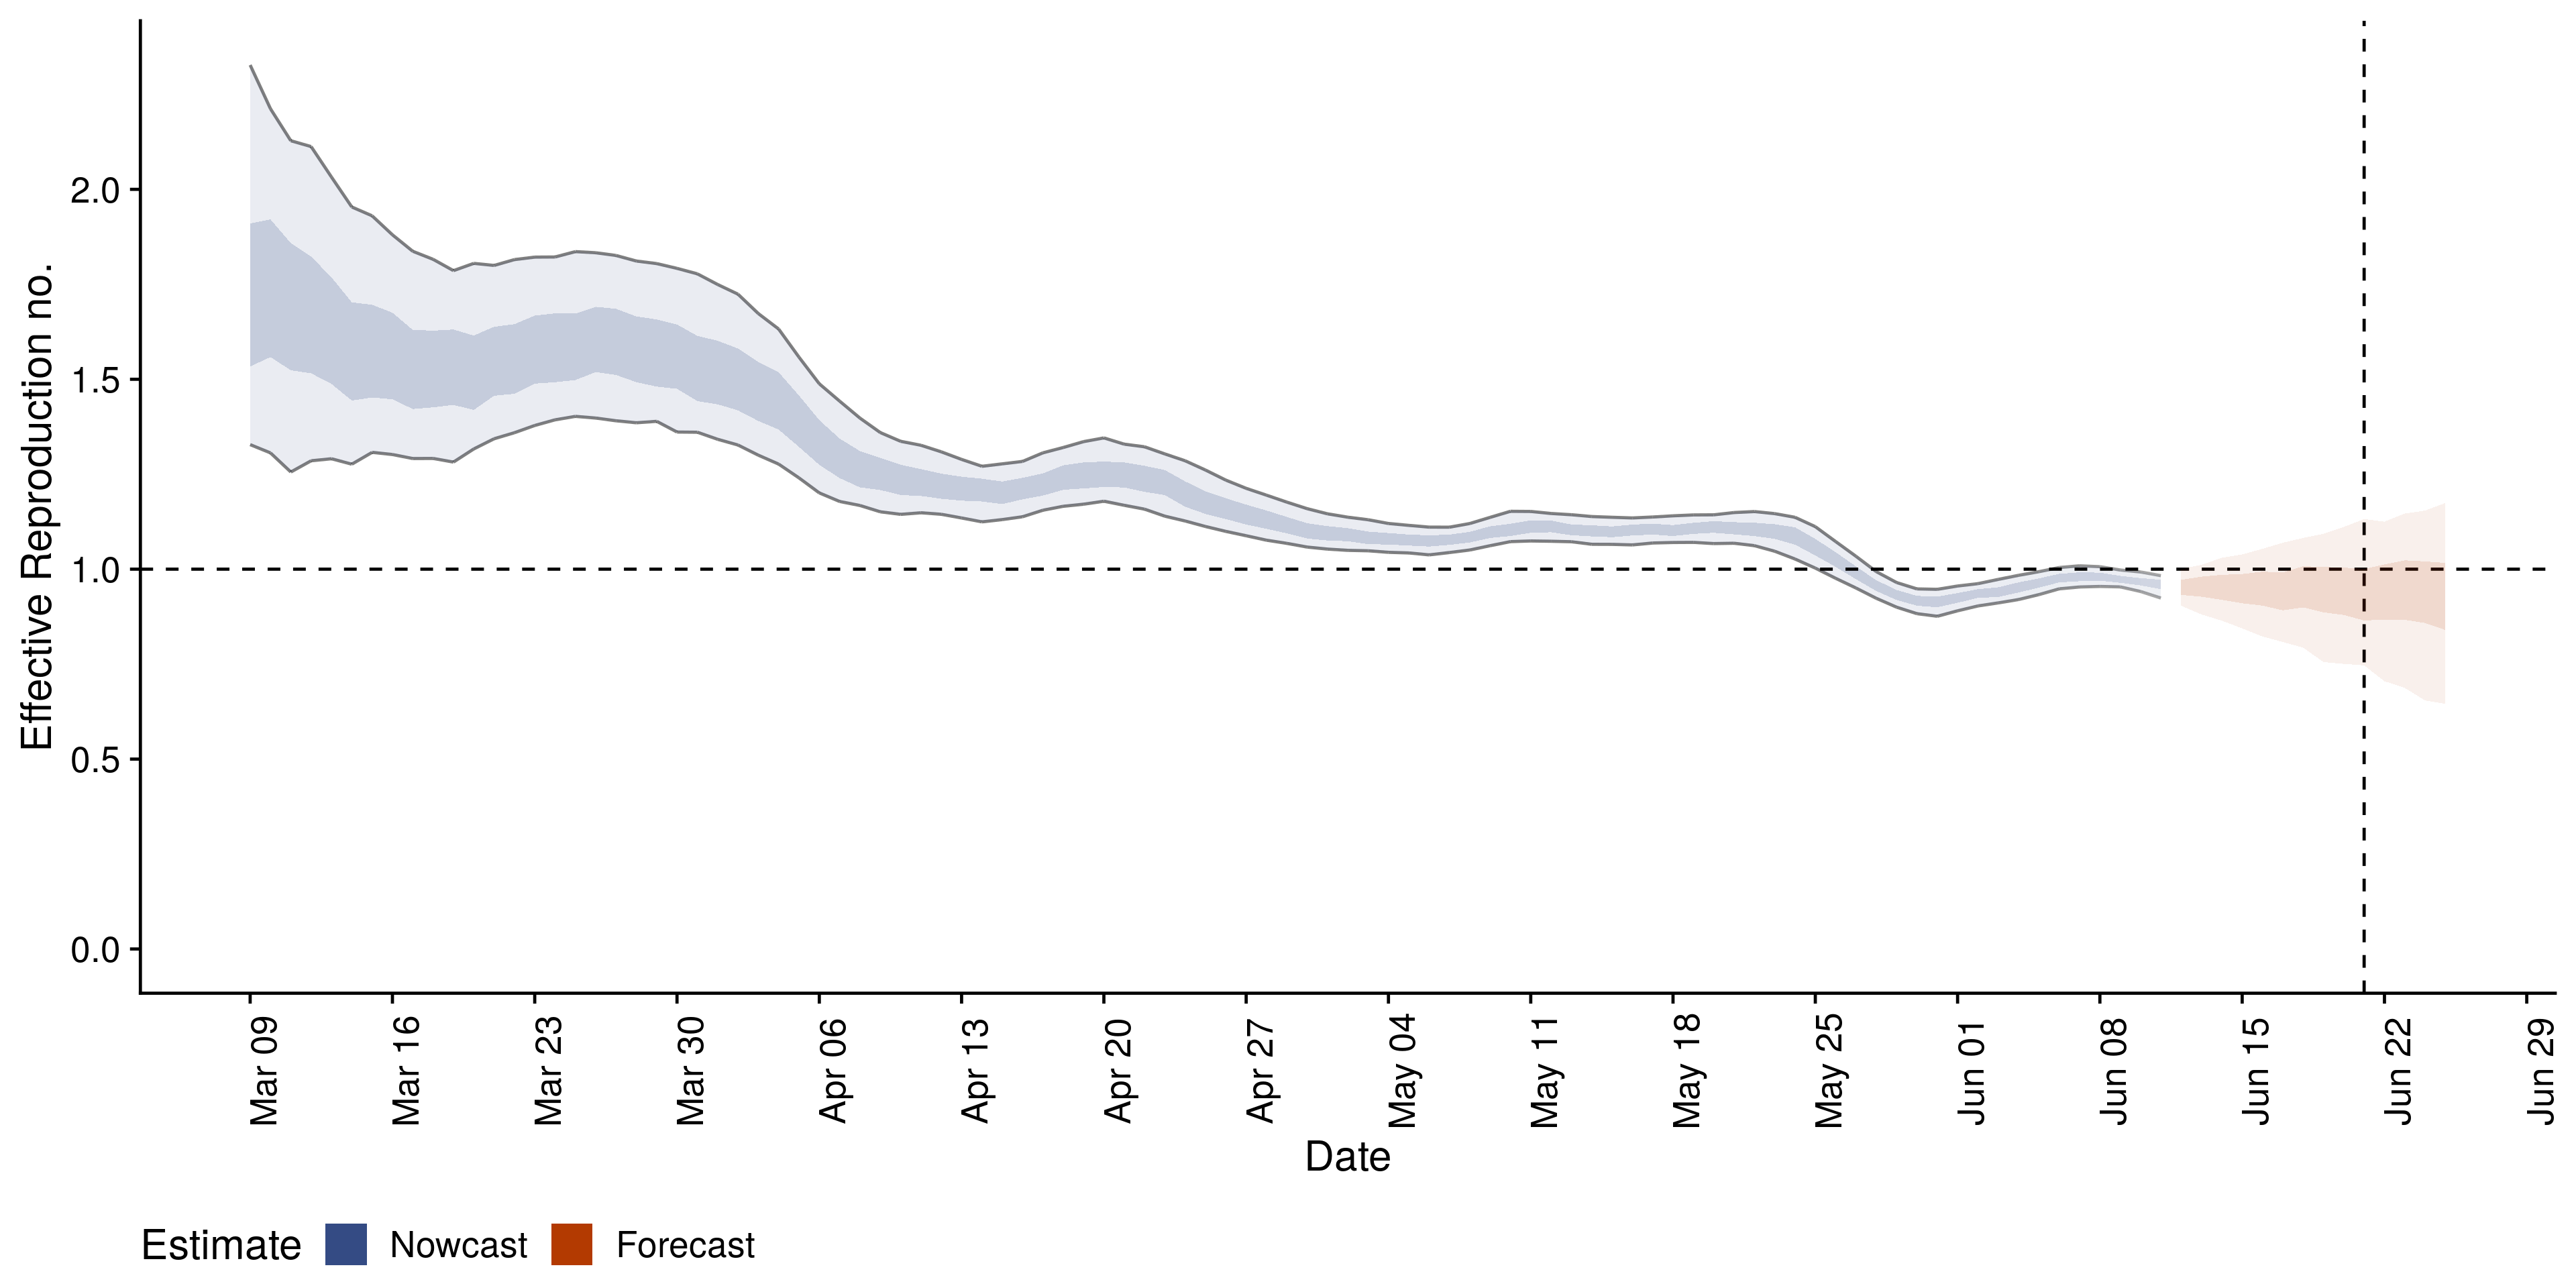 Effective Reproduction no.
2.0
1.5
1.0
0.5
0.0
Mar 09
Mar 16
Mar 23
Mar 30
Apr 06
Apr 13
Apr 20
Apr 27
May 04
May 11
May 18
May 25
Jun 01
Jun 08
Jun 15
Jun 22
Jun 29
Date
Estimate Nowcast Forecast